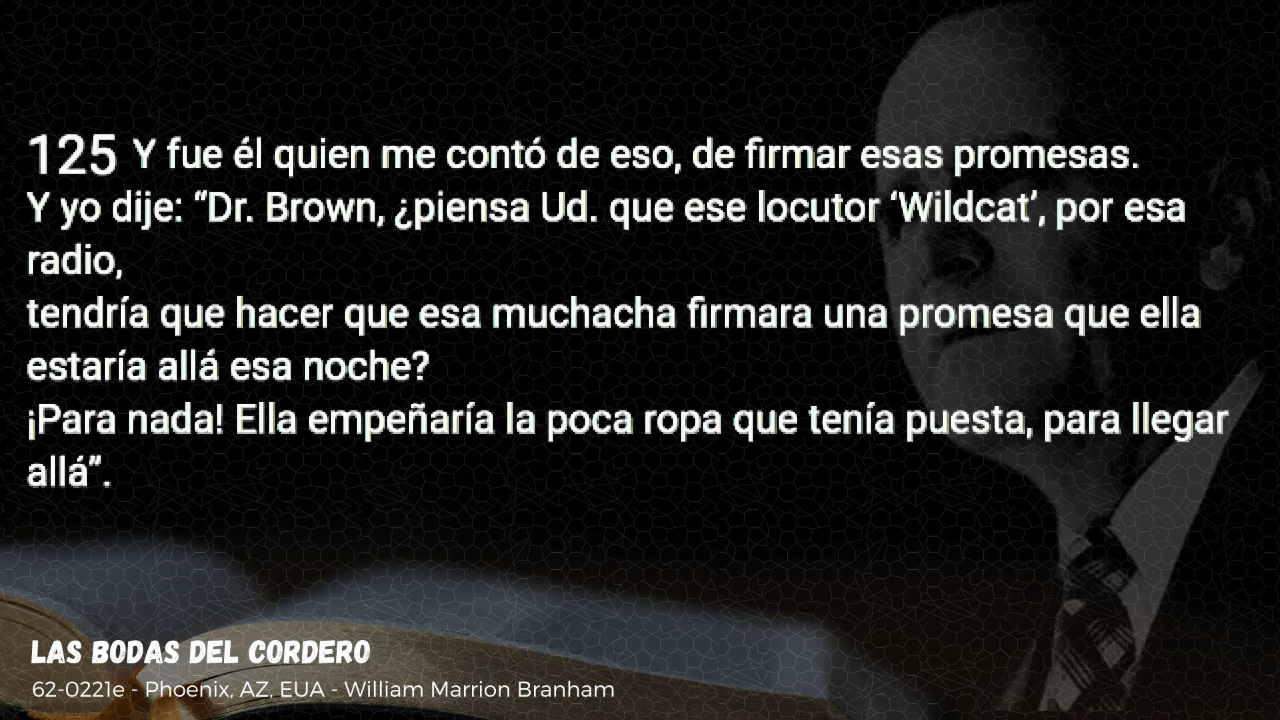 125 Y fue él quien me contó de eso, de firmar esas promesas.
Y yo dije: “Dr. Brown, ¿piensa Ud. que ese locutor ‘Wildcat’, por esa
radio,
tendría que hacer que esa muchacha firmara una promesa que ella
estaría allá esa noche?
¡Para nada! Ella empeñaría la poca ropa que tenía puesta, para llegar
allá”.
LAS BODAS DEL CORDERO
62-0221e - Phoenix, AZ, EUA - William Marrion Branham